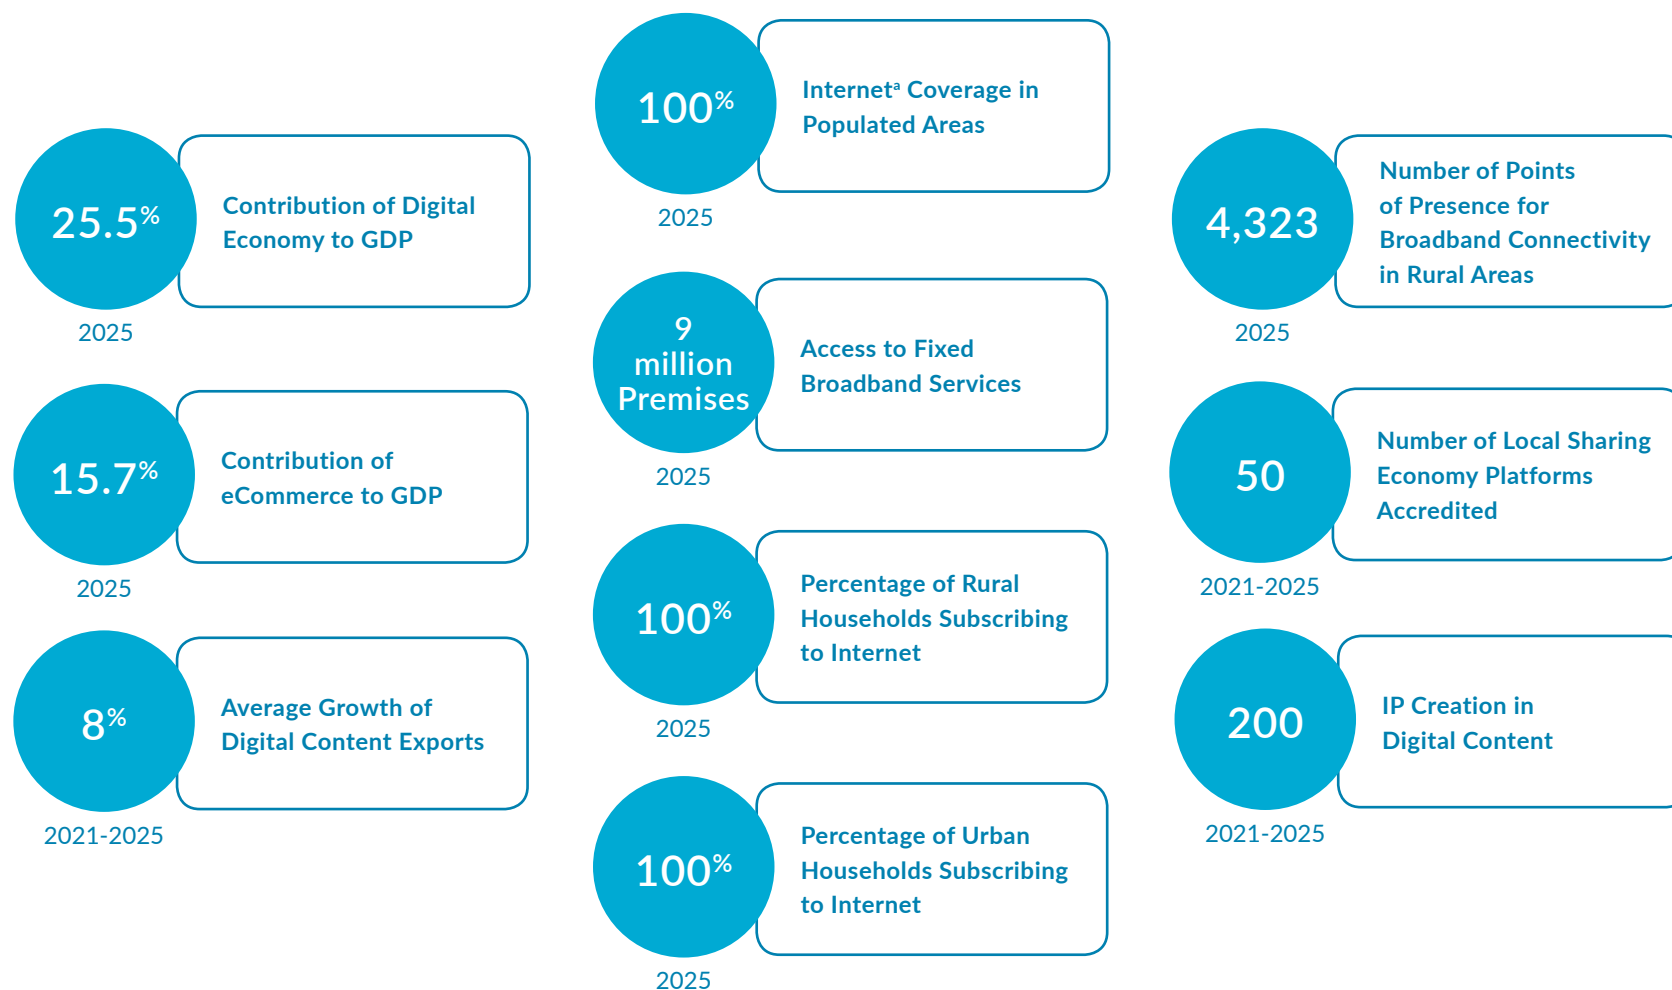 25.5%
Contribution of Digital
Economy to GDP
2025
15.7%
Contribution of
eCommerce to GDP
2025
8%
Average Growth of
Digital Content Exports
2021-2025
100%
Internetᵃ Coverage in
Populated Areas
2025
9
million
Premises
Access to Fixed
Broadband Services
2025
100%
Percentage of Rural
Households Subscribing
to Internet
2025
100%
Percentage of Urban
Households Subscribing
to Internet
2025
4,323
Number of Points
of Presence for
Broadband Connectivity
in Rural Areas
2025
50
Number of Local Sharing
Economy Platforms
Accredited
2021-2025
200
IP Creation in
Digital Content
2021-2025